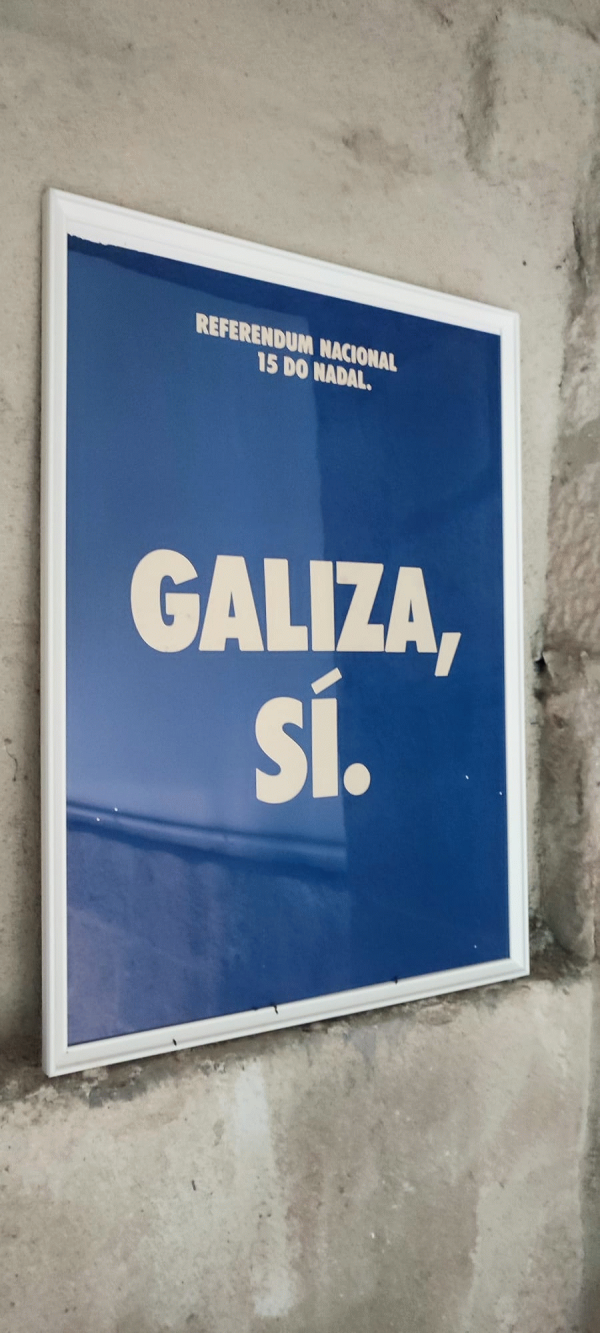 REFERENDUM NACIONAL
15 DO NADAL.
GALIZA,
SÍ.